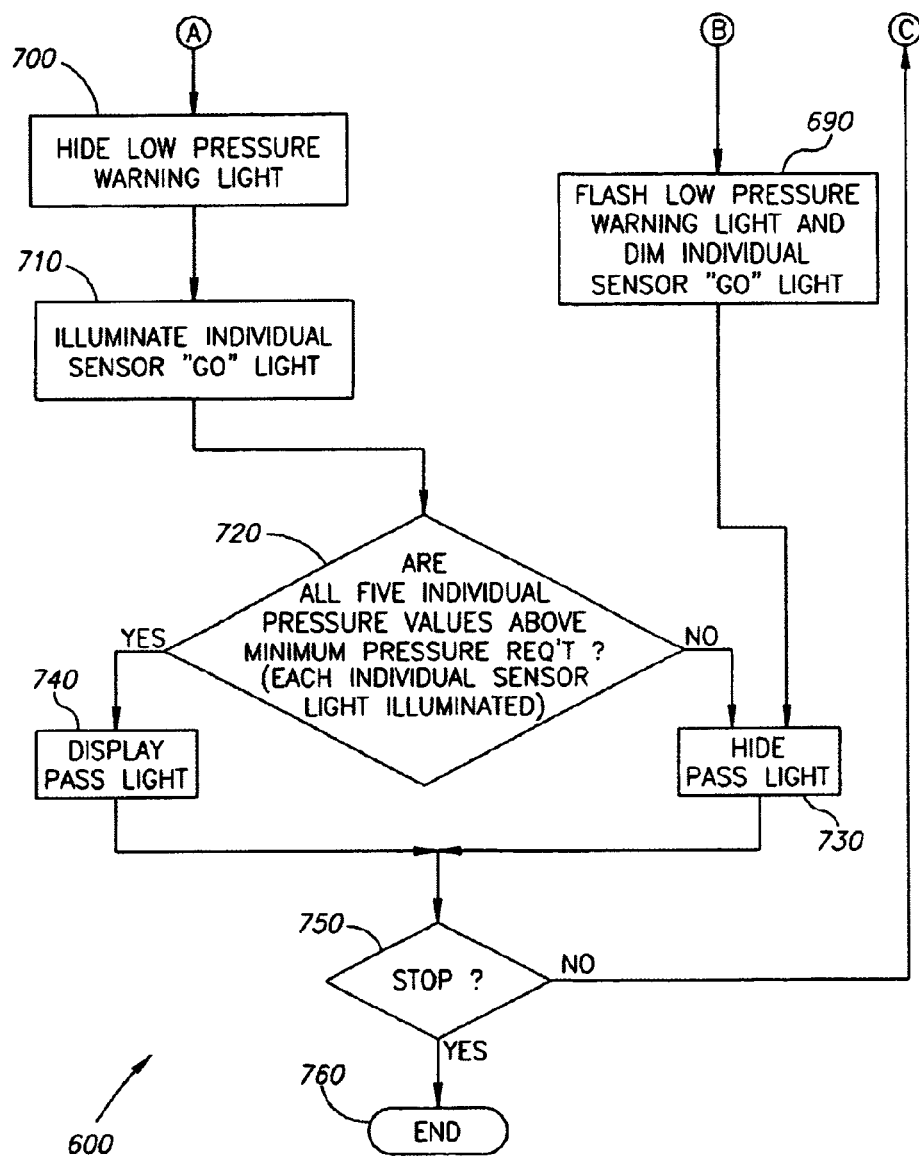 A
B
C
700
HIDE LOW PRESSURE
WARNING LIGHT
690
FLASH LOW PRESSURE
WARNING LIGHT AND
DIM INDIVIDUAL
SENSOR "GO" LIGHT
710
ILLUMINATE INDIVIDUAL
SENSOR "GO" LIGHT
720
ARE
ALL FIVE INDIVIDUAL
PRESSURE VALUES ABOVE
MINIMUM PRESSURE REQ'T ?
(EACH INDIVIDUAL SENSOR
LIGHT ILLUMINATED)
YES
NO
740
DISPLAY
PASS LIGHT
HIDE
PASS LIGHT
730
750
STOP ?
NO
YES
760
END
600